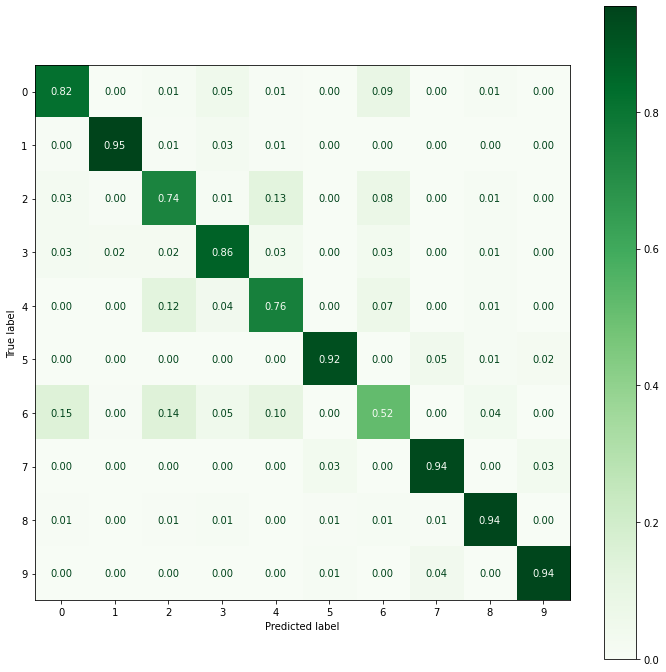 0 0.82 0.00 0.01 0.05 0.01 0.00 0.09 0.00 0.01 0.00
1 0.00 0.95 0.01 0.03 0.01 0.00 0.00 0.00 0.00 0.00
2 0.03 0.00 0.74 0.01 0.13 0.00 0.08 0.00 0.01 0.00
3 0.03 0.02 0.02 0.86 0.03 0.00 0.03 0.00 0.01 0.00
4 0.00 0.00 0.12 0.04 0.76 0.00 0.07 0.00 0.01 0.00
5 0.00 0.00 0.00 0.00 0.00 0.92 0.00 0.05 0.01 0.02
6 0.15 0.00 0.14 0.05 0.10 0.00 0.52 0.00 0.04 0.00
7 0.00 0.00 0.00 0.00 0.00 0.03 0.00 0.94 0.00 0.03
8 0.01 0.00 0.01 0.01 0.00 0.01 0.01 0.01 0.94 0.00
9 0.00 0.00 0.00 0.00 0.00 0.01 0.00 0.04 0.00 0.94
0 1 2 3 4 5 6 7 8 9
Predicted label
True label
0.8
0.6
0.4
0.2
0.0